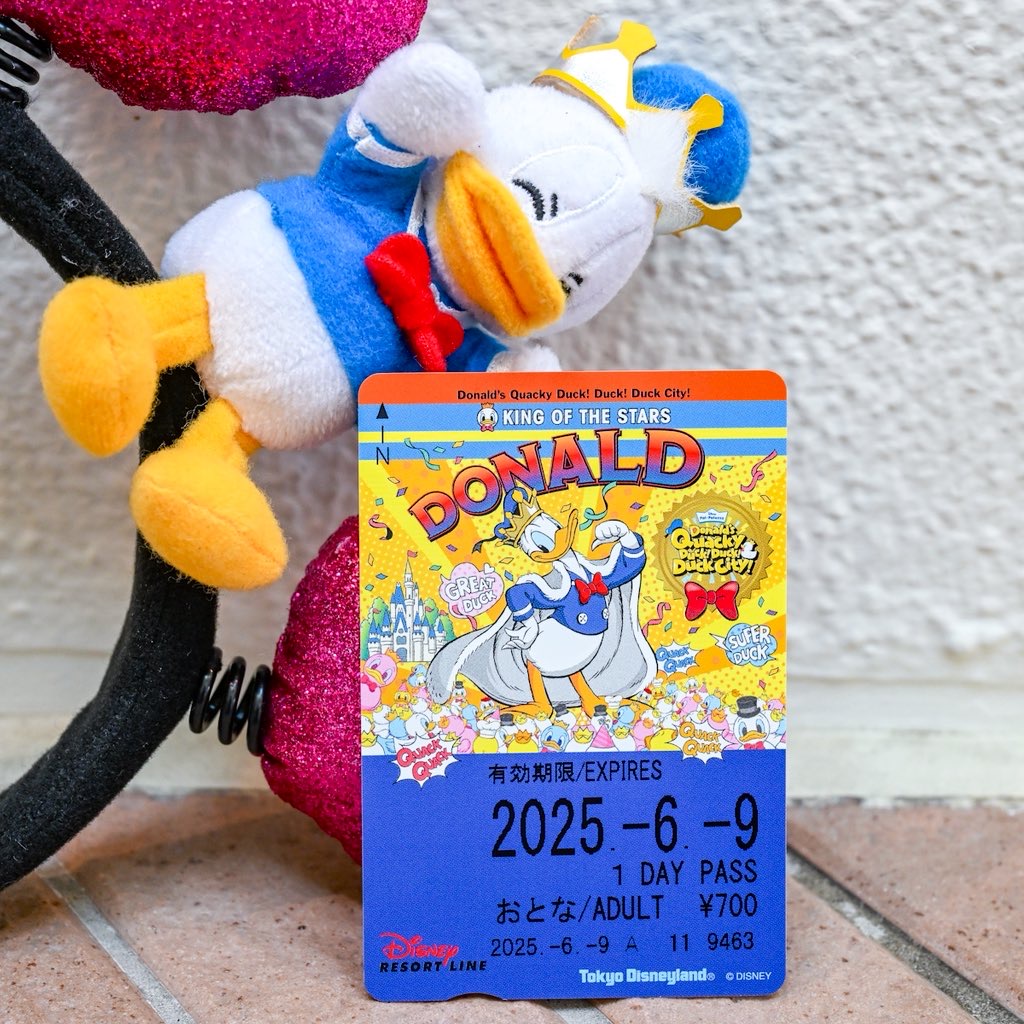 Donald's Quacky Duck! Duck! Duck City!
KING OF THE STARS
DONALD
N
Donald's
Quacky
Duck! Duck!
Duck City!
GREAT
DUCK
SUPER
DUCK
QUACK
QUACK
QUACK
QUACK
QUACK
QUACK
有効期限/EXPIRES
2025.-6.-9
1 DAY PASS
おとな/ADULT ¥700
2025.-6.-9 A 11 9463
Disney
RESORT LINE
Tokyo Disneyland® © DISNEY